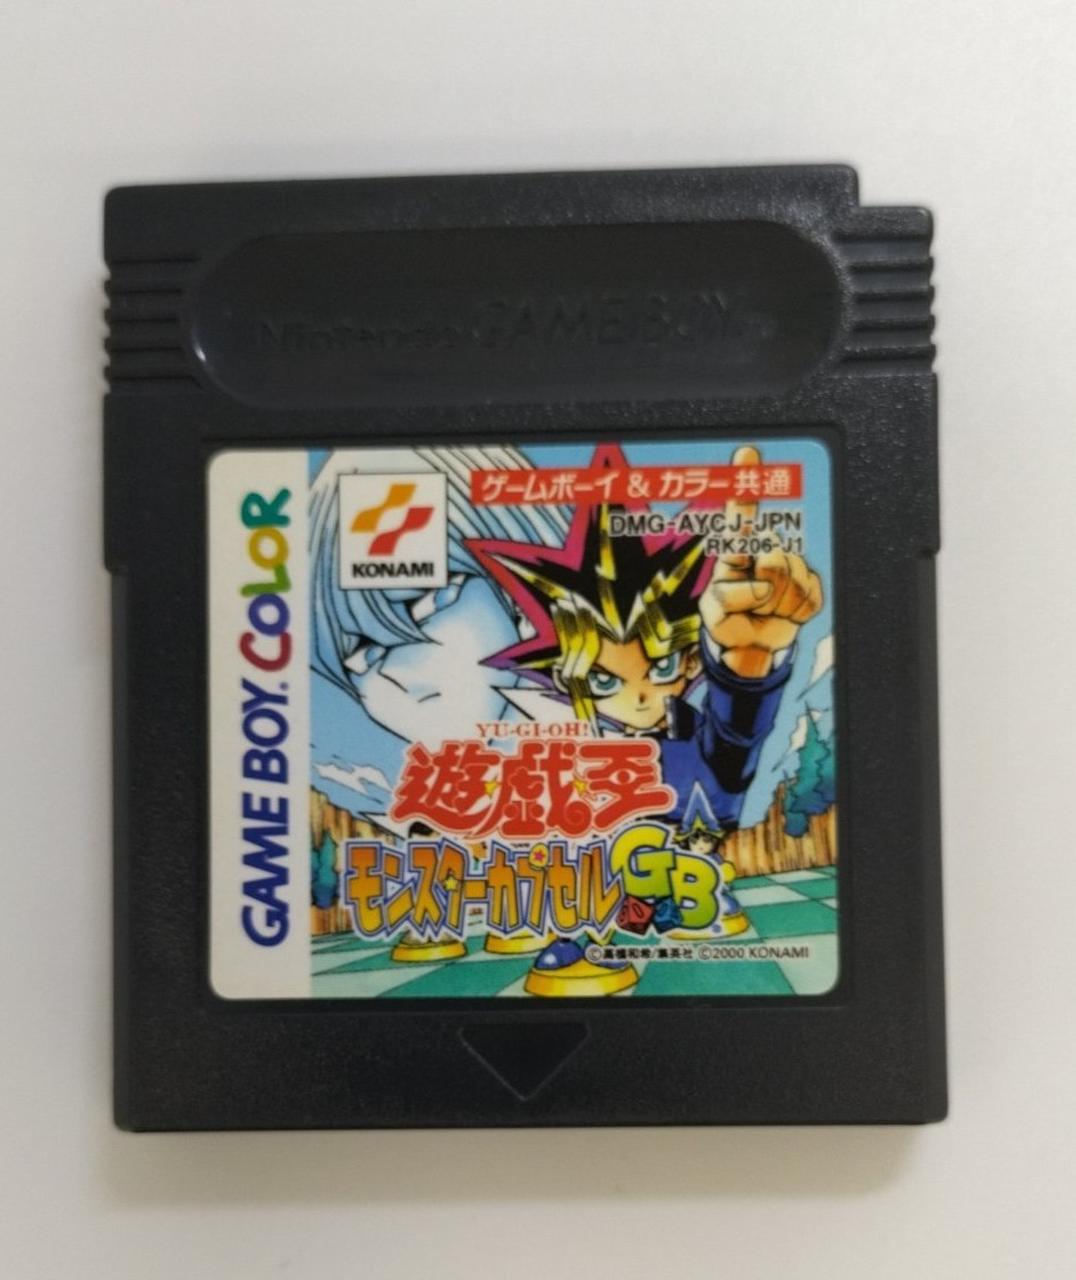 Nintendo GAME BOY
GAME BOY COLOR
KONAMI
ゲームボーイ & カラー共通
DMG-AYCJ-JPN
RK206-J1
YU-GI-OH!
遊戯王
モンスターカプセルGB
©高橋和希/集英社 ©2000 KONAMI